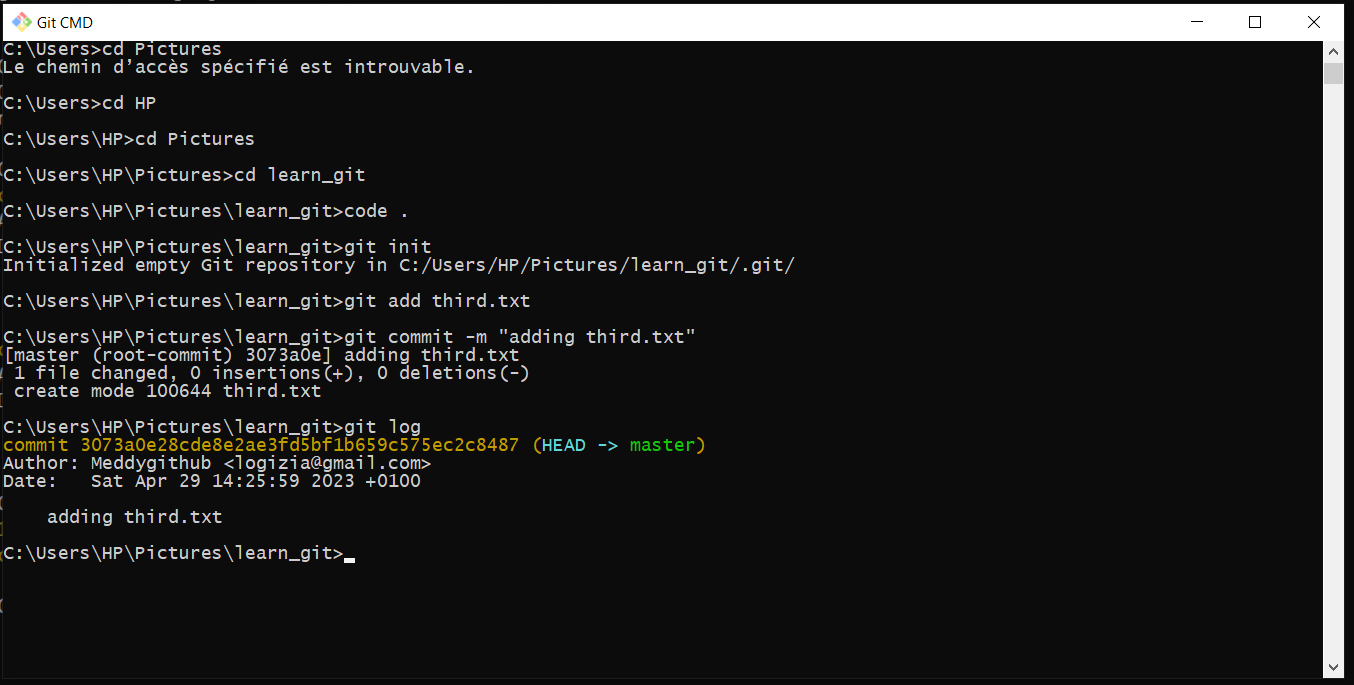 Git CMD
C:\Users>cd Pictures
Le chemin d’accès spécifié est introuvable.
C:\Users>cd HP
C:\Users\HP>cd Pictures
C:\Users\HP\Pictures>cd learn_git
C:\Users\HP\Pictures\learn_git>code .
C:\Users\HP\Pictures\learn_git>git init
Initialized empty Git repository in C:/Users/HP/Pictures/learn_git/.git/
C:\Users\HP\Pictures\learn_git>git add third.txt
C:\Users\HP\Pictures\learn_git>git commit -m "adding third.txt"
[master (root-commit) 3073a0e] adding third.txt
 1 file changed, 0 insertions(+), 0 deletions(-)
 create mode 100644 third.txt
C:\Users\HP\Pictures\learn_git>git log
commit 3073a0e28cde8e2ae3fd5bf1b659c575ec2c8487 (HEAD -> master)
Author: Meddygithub <logizia@gmail.com>
Date:   Sat Apr 29 14:25:59 2023 +0100
    adding third.txt
C:\Users\HP\Pictures\learn_git>